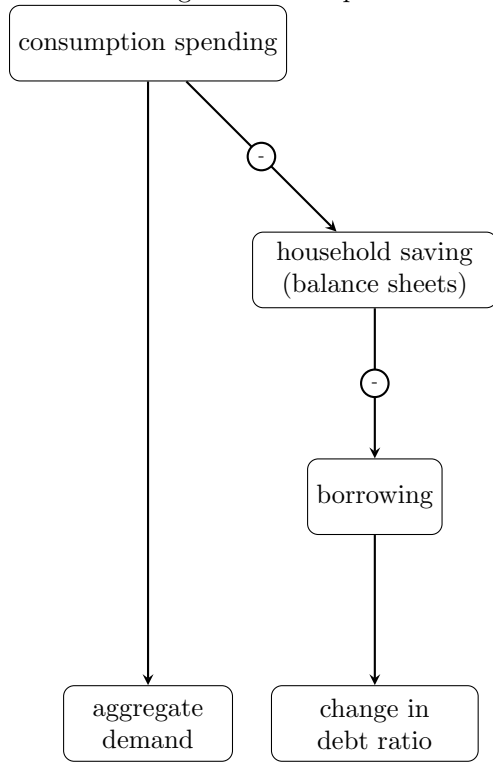 consumption spending
-
household saving
(balance sheets)
-
borrowing
aggregate
demand
change in
debt ratio